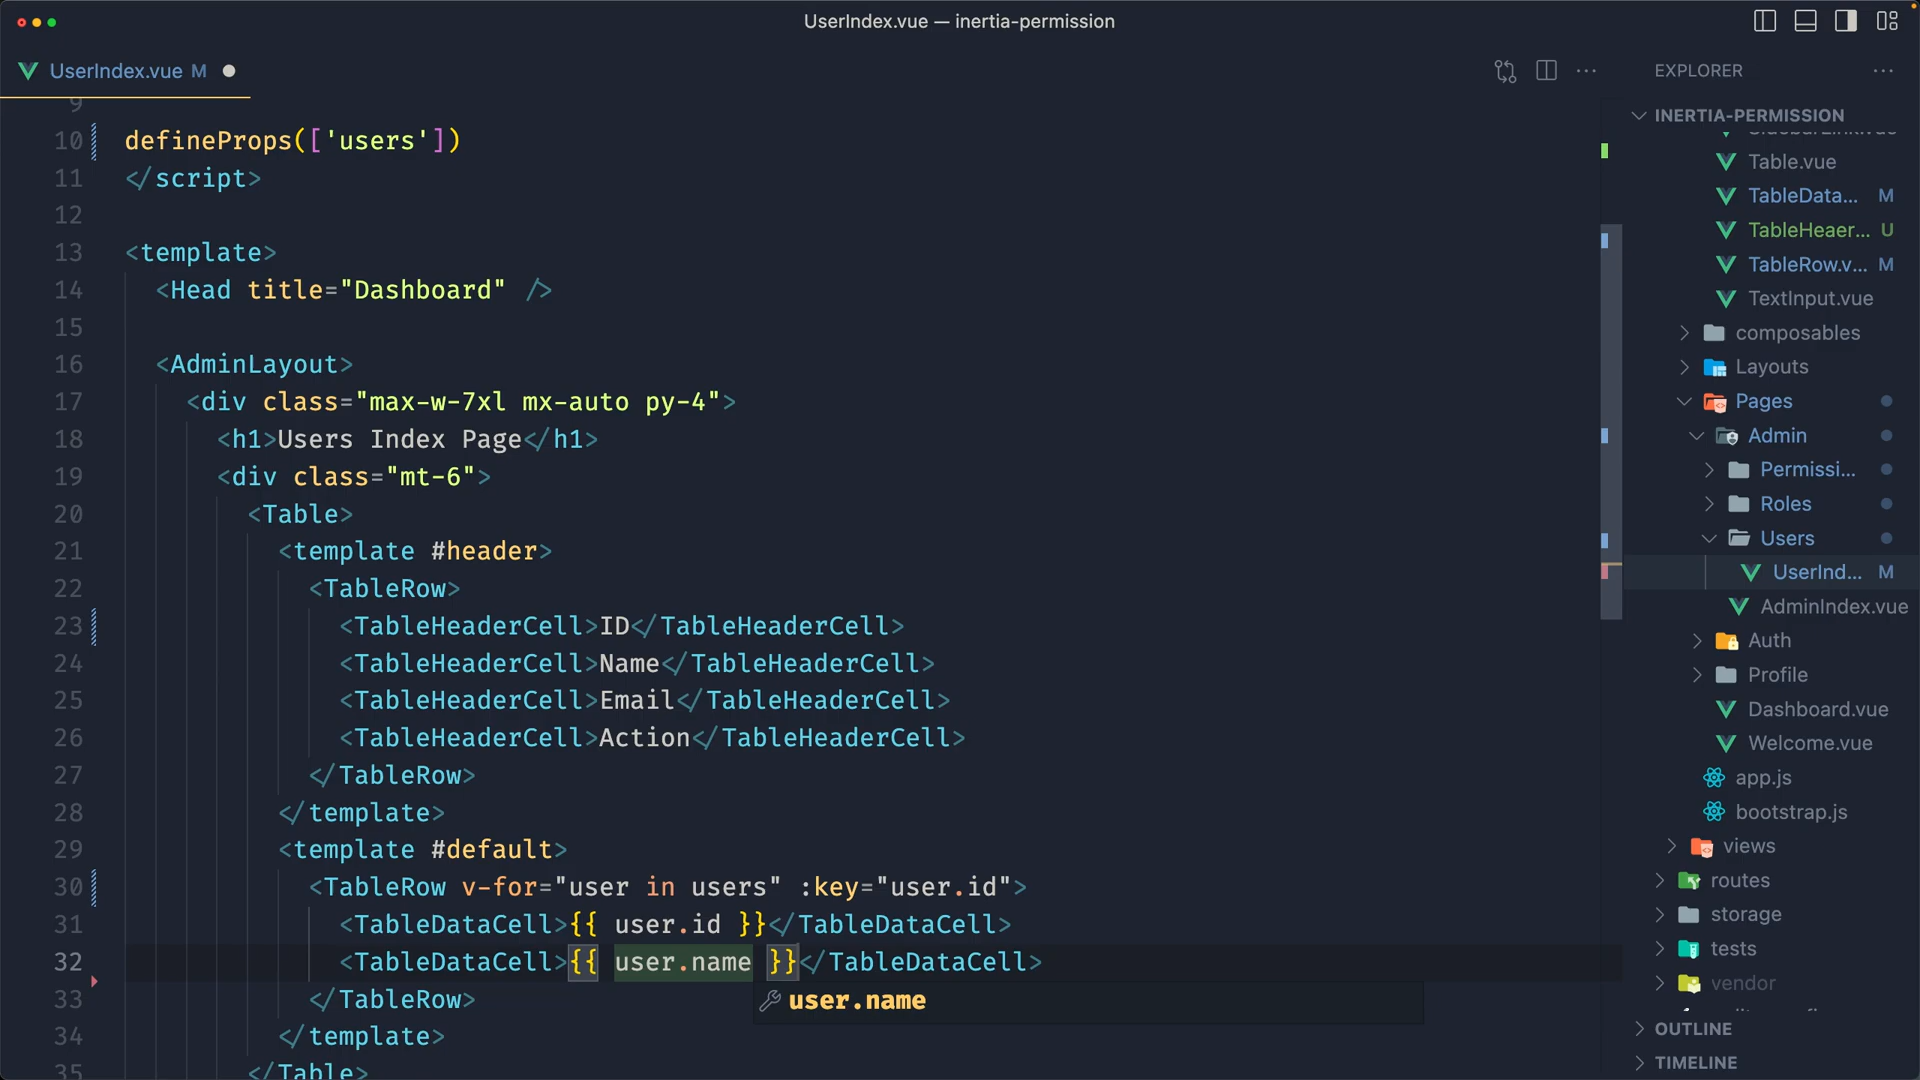 UserIndex.vue — inertia-permission
UserIndex.vue M
9
10 defineProps(['users'])
11 </script>
12
13 <template>
14 <Head title="Dashboard" />
15
16 <AdminLayout>
17 <div class="max-w-7xl mx-auto py-4">
18 <h1>Users Index Page</h1>
19 <div class="mt-6">
20 <Table>
21 <template #header>
22 <TableRow>
23 <TableHeaderCell>ID</TableHeaderCell>
24 <TableHeaderCell>Name</TableHeaderCell>
25 <TableHeaderCell>Email</TableHeaderCell>
26 <TableHeaderCell>Action</TableHeaderCell>
27 </TableRow>
28 </template>
29 <template #default>
30 <TableRow v-for="user in users" :key="user.id">
31 <TableDataCell>{{ user.id }}</TableDataCell>
32 <TableDataCell>{{ user.name }}</TableDataCell>
user.name
33 </TableRow>
34 </template>
35 </Table>
EXPLORER
INERTIA-PERMISSION
SidebarLink.vue
Table.vue
TableData... M
TableHeaer... U
TableRow.v... M
TextInput.vue
composables
Layouts
Pages
Admin
Permissi...
Roles
Users
UserInd... M
AdminIndex.vue
Auth
Profile
Dashboard.vue
Welcome.vue
app.js
bootstrap.js
views
routes
storage
tests
vendor
OUTLINE
TIMELINE